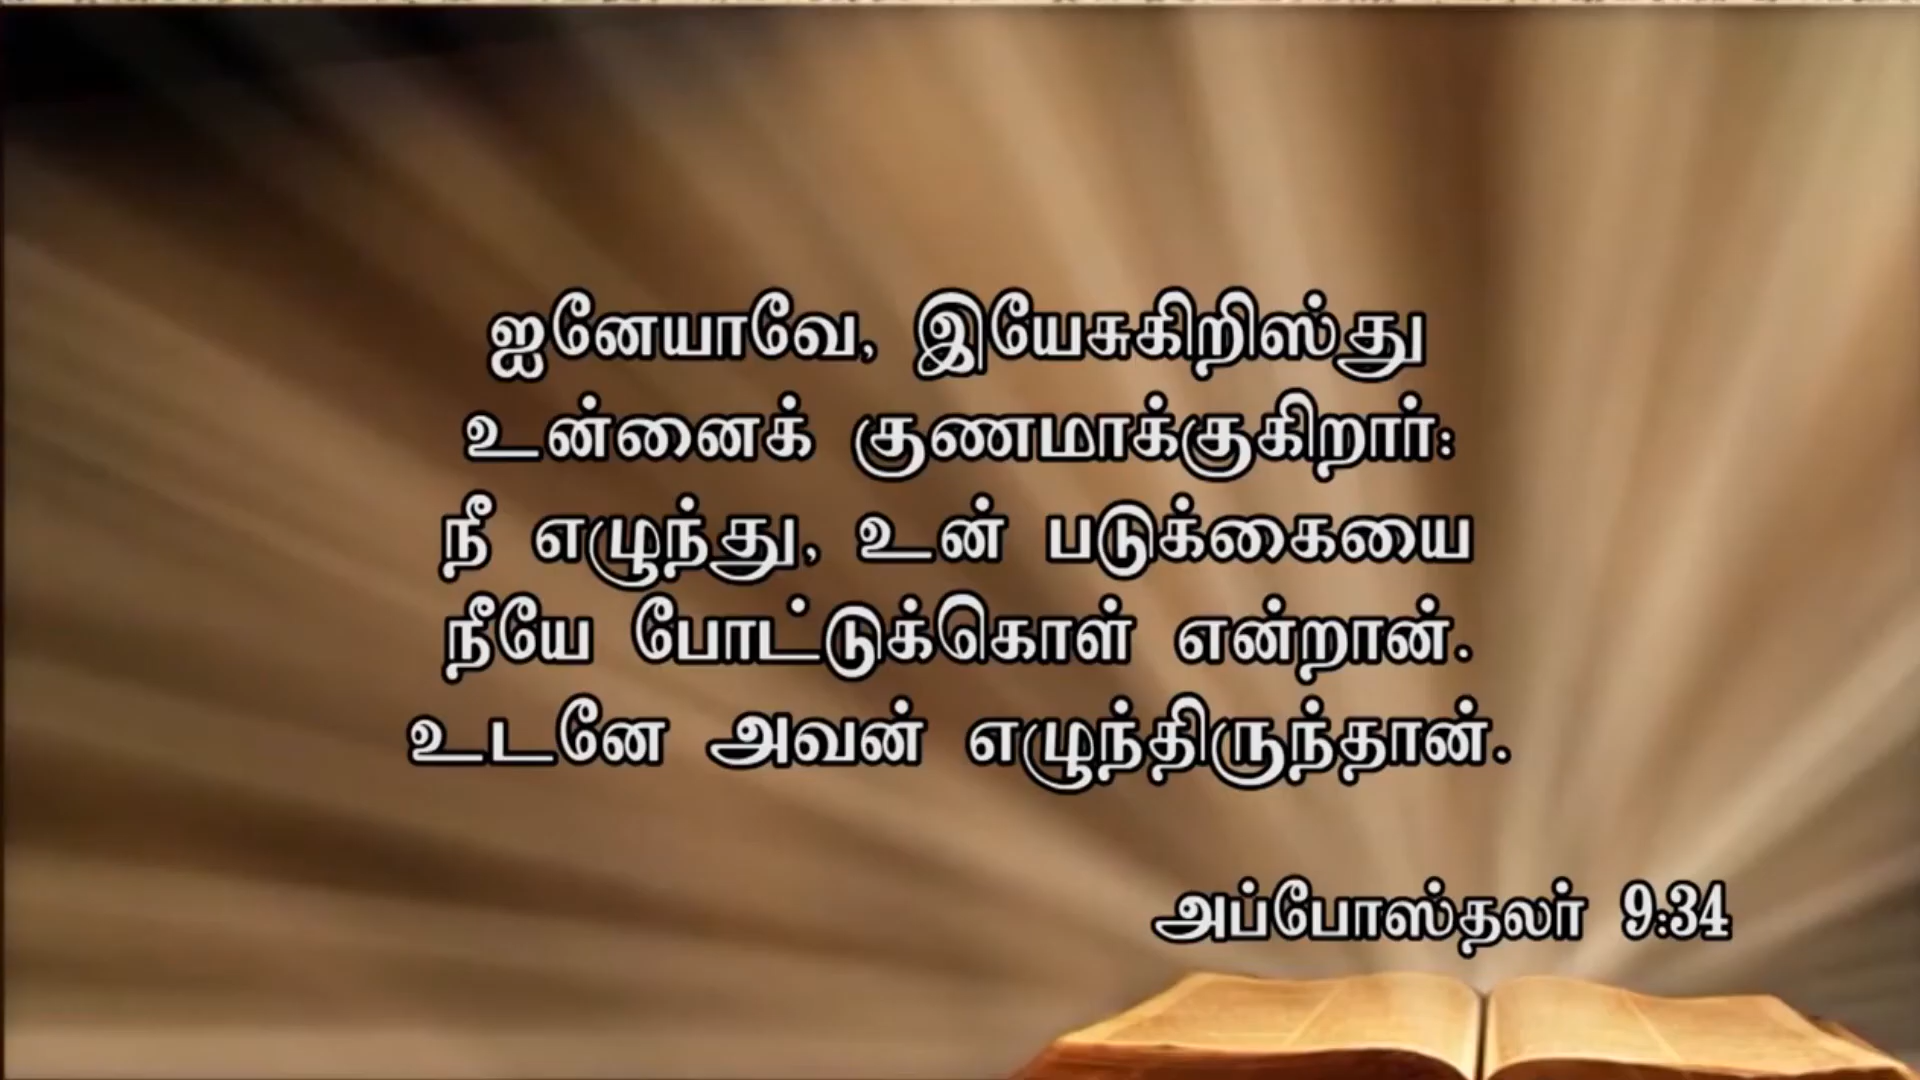 ஐனேயாவே, இயேசுகிறிஸ்து
உன்னைக் குணமாக்குகிறார்:
நீ எழுந்து, உன் படுக்கையை
நீயே போட்டுக்கொள் என்றான்.
உடனே அவன் எழுந்திருந்தான்.
அப்போஸ்தலர் 9:34